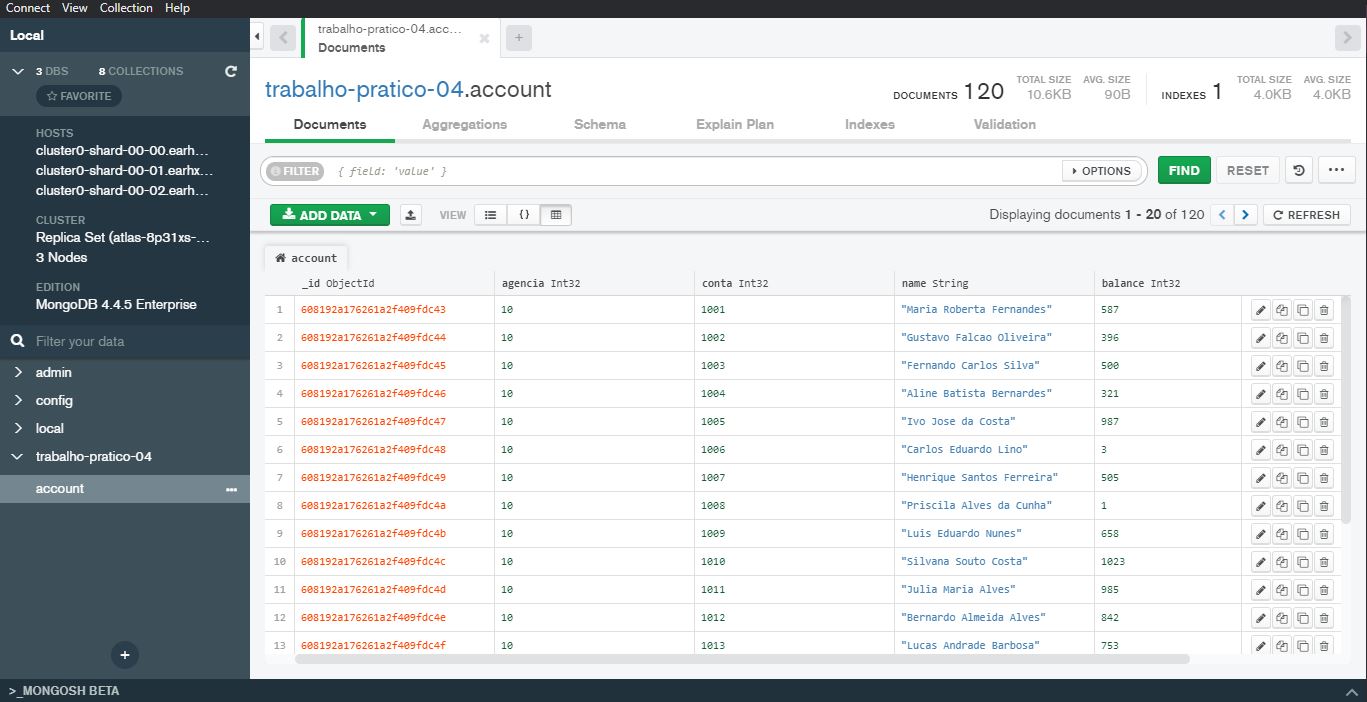 Connect View Collection Help
Local
3 DBS 8 COLLECTIONS
FAVORITE
HOSTS
cluster0-shard-00-00.earh...
cluster0-shard-00-01.earhx...
cluster0-shard-00-02.earh...
CLUSTER
Replica Set (atlas-8p31xs-...
3 Nodes
EDITION
MongoDB 4.4.5 Enterprise
Filter your data
admin
config
local
trabalho-pratico-04
account
>_MONGOSH BETA
trabalho-pratico-04.acc...
Documents
trabalho-pratico-04.account
DOCUMENTS 120 TOTAL SIZE 10.6KB AVG. SIZE 90B INDEXES 1 TOTAL SIZE 4.0KB AVG. SIZE 4.0KB
Documents Aggregations Schema Explain Plan Indexes Validation
FILTER { field: 'value' } OPTIONS FIND RESET
ADD DATA VIEW {} Displaying documents 1 - 20 of 120 REFRESH
account
_id ObjectId agencia Int32 conta Int32 name String balance Int32
1 608192a176261a2f409fdc43 10 1001 "Maria Roberta Fernandes" 587
2 608192a176261a2f409fdc44 10 1002 "Gustavo Falcao Oliveira" 396
3 608192a176261a2f409fdc45 10 1003 "Fernando Carlos Silva" 500
4 608192a176261a2f409fdc46 10 1004 "Aline Batista Bernardes" 321
5 608192a176261a2f409fdc47 10 1005 "Ivo Jose da Costa" 987
6 608192a176261a2f409fdc48 10 1006 "Carlos Eduardo Lino" 3
7 608192a176261a2f409fdc49 10 1007 "Henrique Santos Ferreira" 505
8 608192a176261a2f409fdc4a 10 1008 "Priscila Alves da Cunha" 1
9 608192a176261a2f409fdc4b 10 1009 "Luis Eduardo Nunes" 658
10 608192a176261a2f409fdc4c 10 1010 "Silvana Souto Costa" 1023
11 608192a176261a2f409fdc4d 10 1011 "Julia Maria Alves" 985
12 608192a176261a2f409fdc4e 10 1012 "Bernardo Almeida Alves" 842
13 608192a176261a2f409fdc4f 10 1013 "Lucas Andrade Barbosa" 753